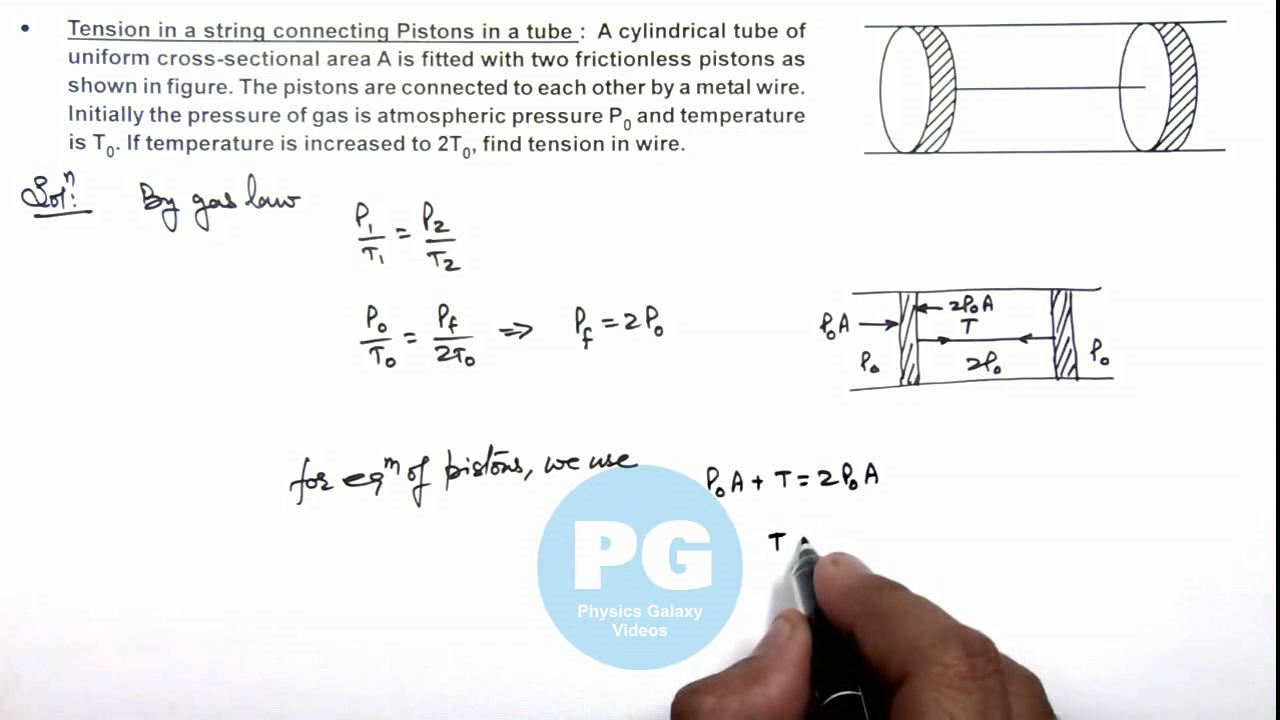 • Tension in a string connecting Pistons in a tube : A cylindrical tube of
uniform cross-sectional area A is fitted with two frictionless pistons as
shown in figure. The pistons are connected to each other by a metal wire.
Initially the pressure of gas is atmospheric pressure P₀ and temperature
is T₀. If temperature is increased to 2T₀, find tension in wire.
Solⁿ: By gas law
P₁/T₁ = P₂/T₂
P₀/T₀ = P_f/2T₀ ⇒ P_f = 2P₀
2P₀A
P₀A T
P₀ 2P₀ P₀
for eqᵐ of pistons, we use P₀A + T = 2P₀A
T
PG
Physics Galaxy
Videos